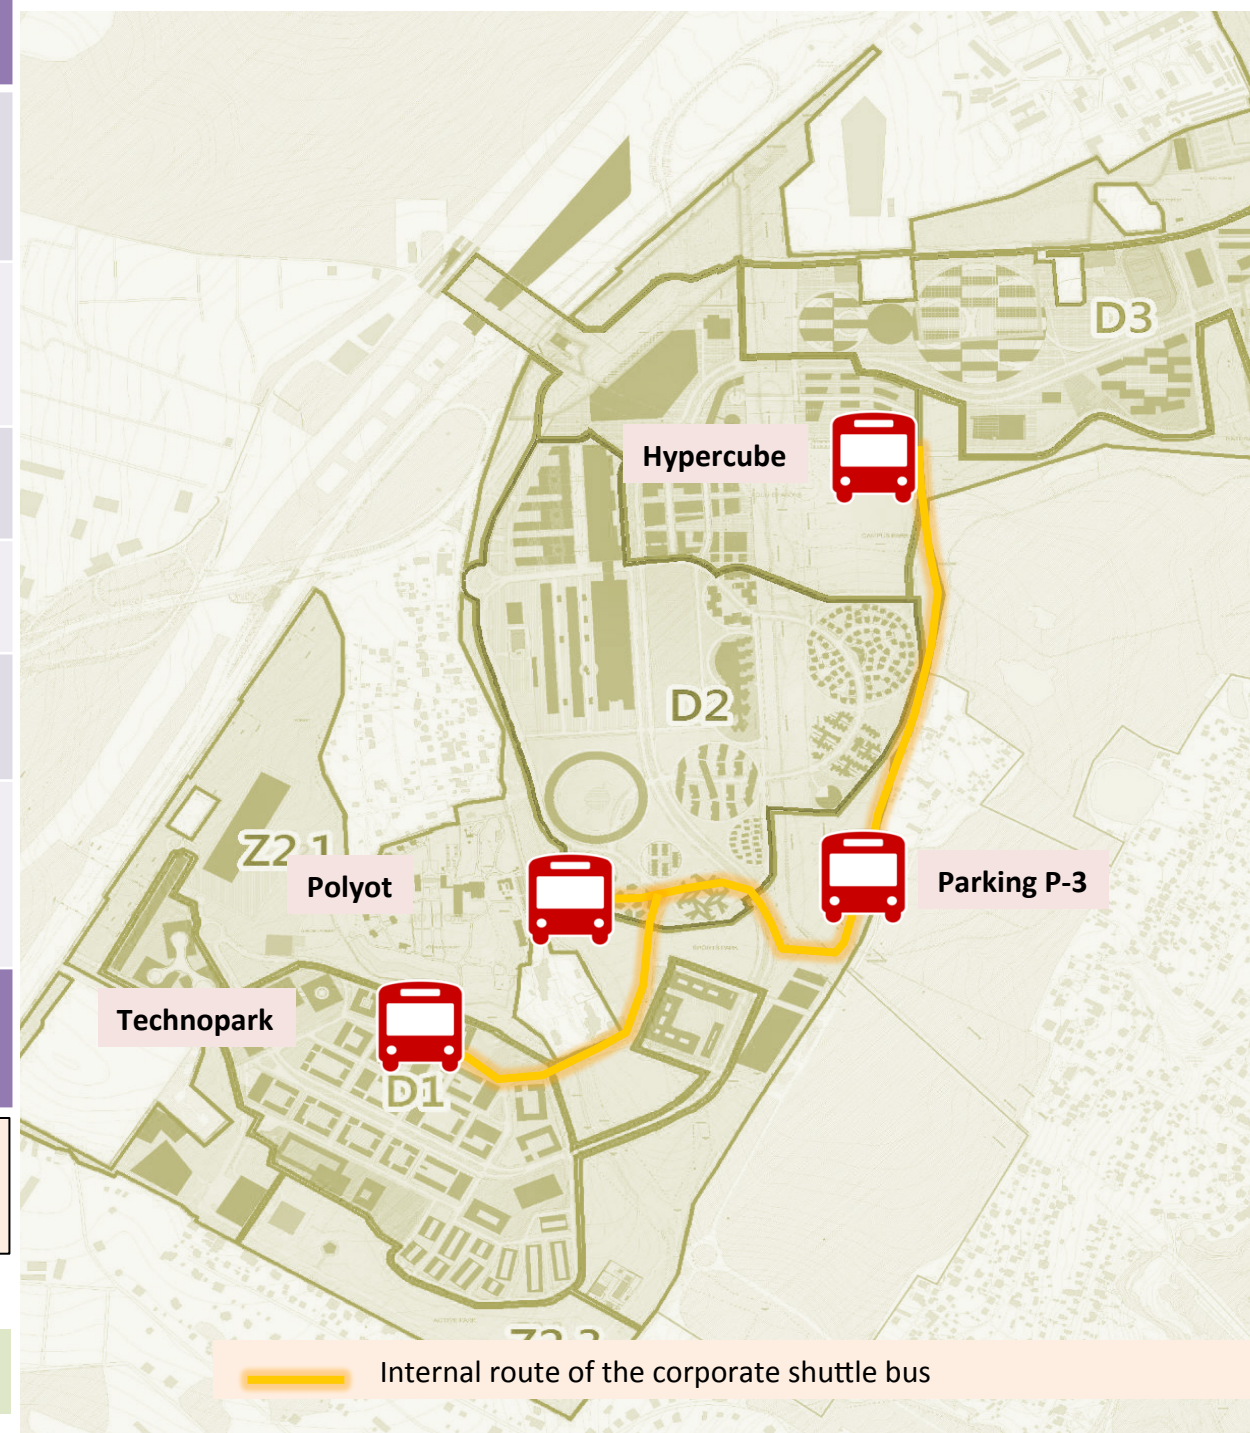 D3
Hypercube
D2
Z2.1
Polyot
Parking P-3
Technopark
D1
Internal route of the corporate shuttle bus